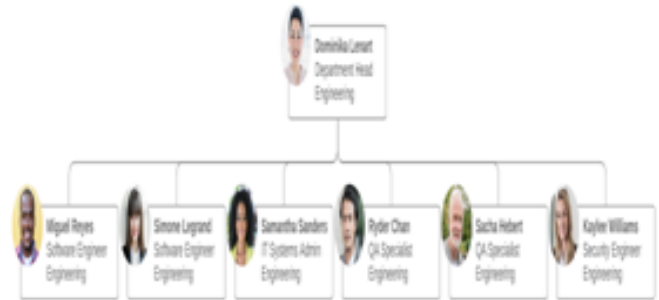 Dominika Lenart
Department Head
Engineering
Miguel Reyes
Software Engineer
Engineering
Simone Legrand
Software Engineer
Engineering
Samantha Sanders
IT Systems Admin
Engineering
Ryder Chan
QA Specialist
Engineering
Sacha Hebert
QA Specialist
Engineering
Kaylee Williams
Security Engineer
Engineering